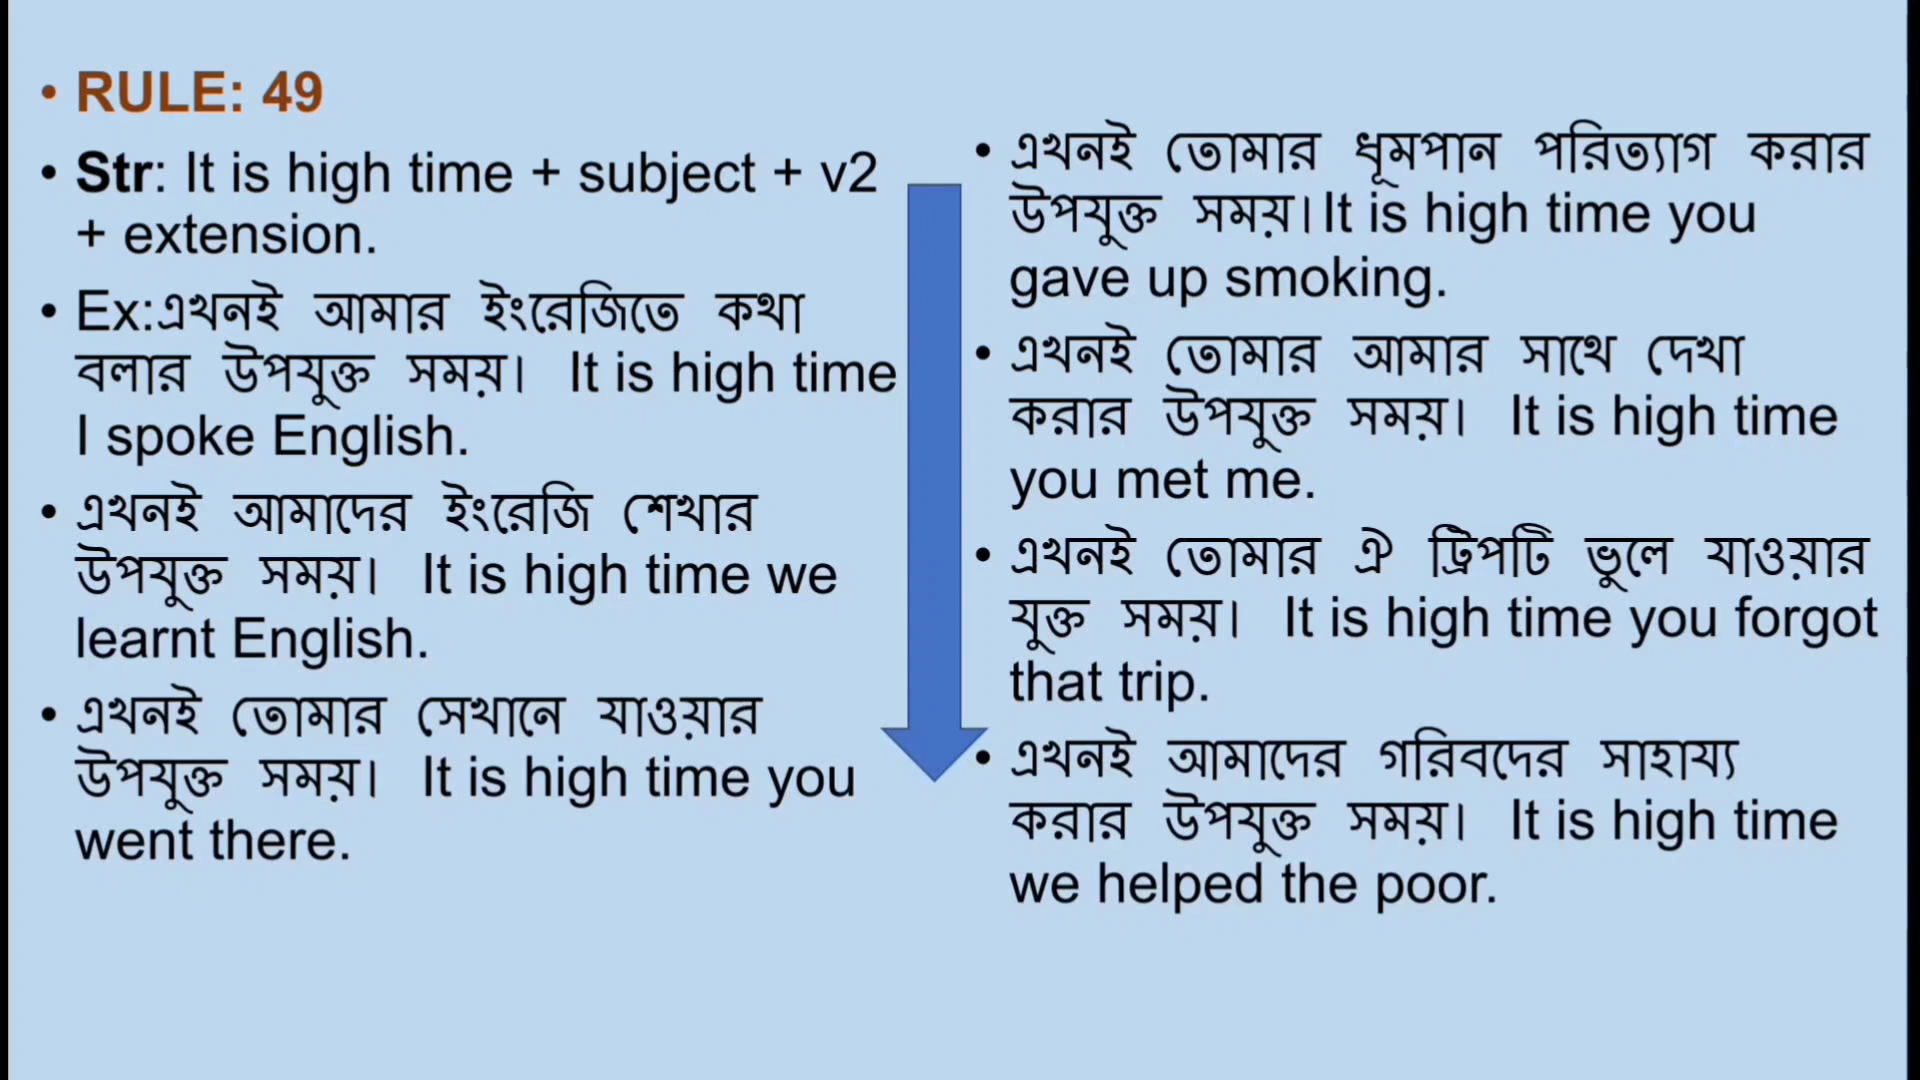 • RULE: 49
• Str: It is high time + subject + v2
+ extension.
• Ex:এখনই আমার ইংরেজিতে কথা
বলার উপযুক্ত সময়। It is high time
I spoke English.
• এখনই আমাদের ইংরেজি শেখার
উপযুক্ত সময়। It is high time we
learnt English.
• এখনই তোমার সেখানে যাওয়ার
উপযুক্ত সময়। It is high time you
went there.
• এখনই তোমার ধূমপান পরিত্যাগ করার
উপযুক্ত সময়।It is high time you
gave up smoking.
• এখনই তোমার আমার সাথে দেখা
করার উপযুক্ত সময়। It is high time
you met me.
• এখনই তোমার ঐ ট্রিপটি ভুলে যাওয়ার
যুক্ত সময়। It is high time you forgot
that trip.
• এখনই আমাদের গরিবদের সাহায্য
করার উপযুক্ত সময়। It is high time
we helped the poor.